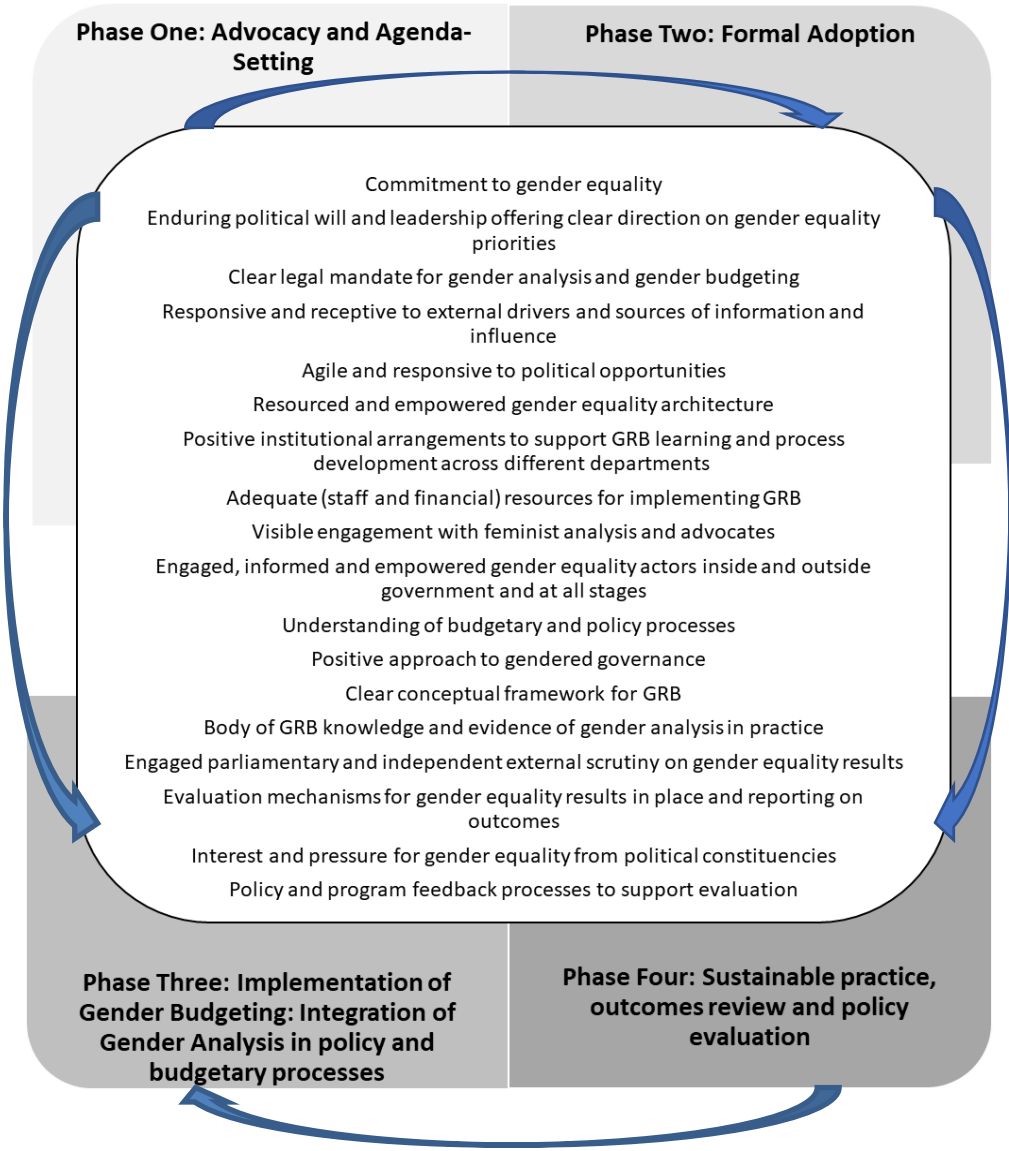 Phase One: Advocacy and Agenda-
Setting
Phase Two: Formal Adoption
Commitment to gender equality
Enduring political will and leadership offering clear direction on gender equality
priorities
Clear legal mandate for gender analysis and gender budgeting
Responsive and receptive to external drivers and sources of information and
influence
Agile and responsive to political opportunities
Resourced and empowered gender equality architecture
Positive institutional arrangements to support GRB learning and process
development across different departments
Adequate (staff and financial) resources for implementing GRB
Visible engagement with feminist analysis and advocates
Engaged, informed and empowered gender equality actors inside and outside
government and at all stages
Understanding of budgetary and policy processes
Positive approach to gendered governance
Clear conceptual framework for GRB
Body of GRB knowledge and evidence of gender analysis in practice
Engaged parliamentary and independent external scrutiny on gender equality results
Evaluation mechanisms for gender equality results in place and reporting on
outcomes
Interest and pressure for gender equality from political constituencies
Policy and program feedback processes to support evaluation
Phase Three: Implementation of
Gender Budgeting: Integration of
Gender Analysis in policy and
budgetary processes
Phase Four: Sustainable practice,
outcomes review and policy
evaluation